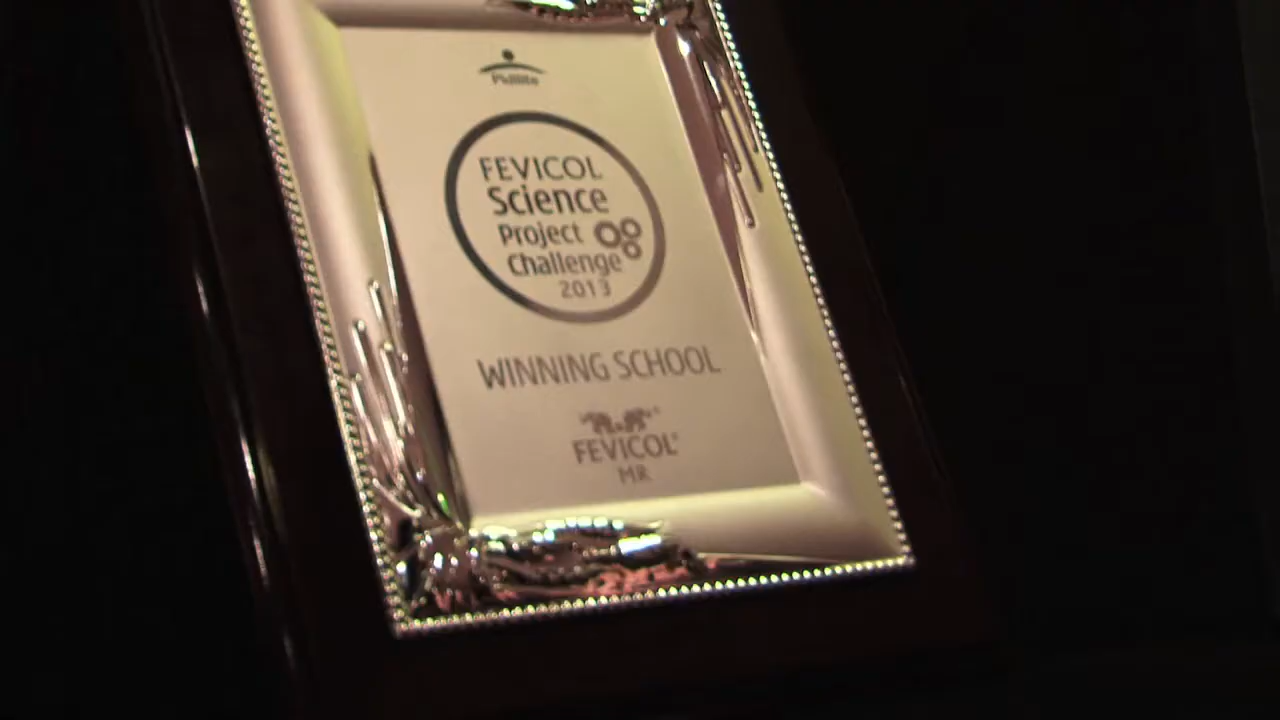 Pidilite
FEVICOL
Science
Project
Challenge
2013
WINNING SCHOOL
FEVICOL®
MR